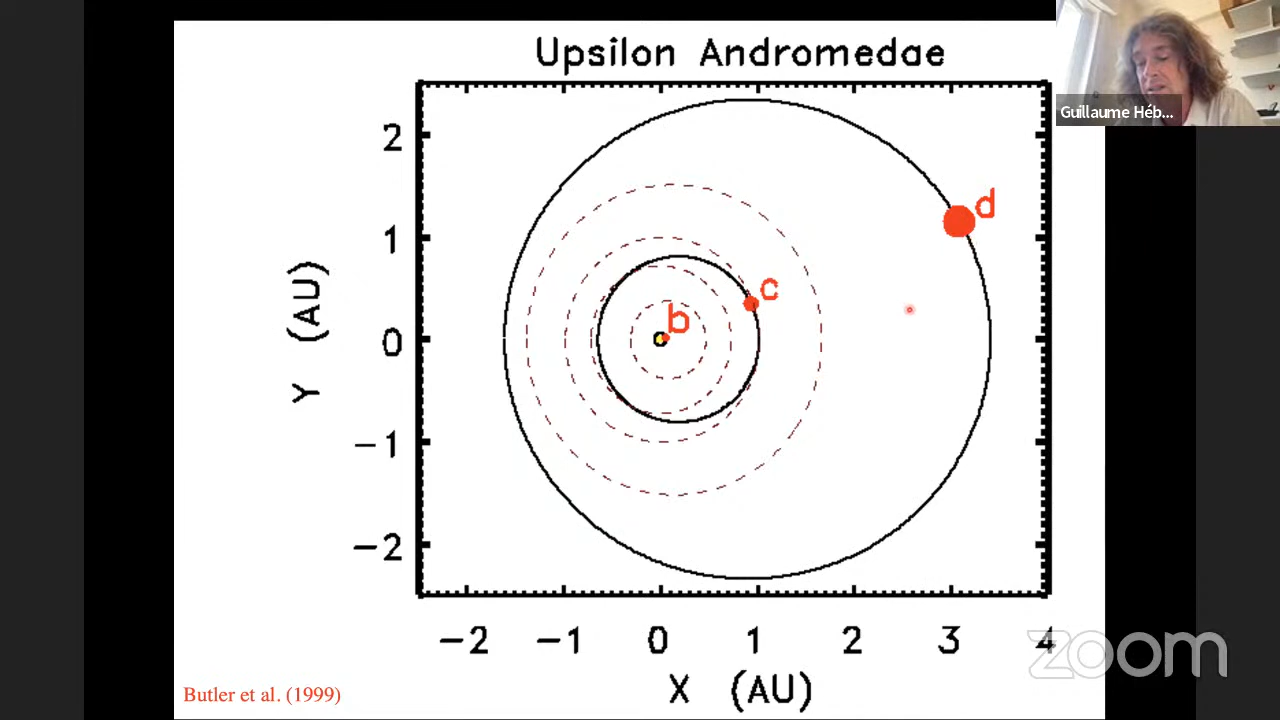 Upsilon Andromedae
Guillaume Héb...
2
1
0
−1
−2
Y (AU)
d
c
b
−2 −1 0 1 2 3 4
X (AU)
zoom
Butler et al. (1999)